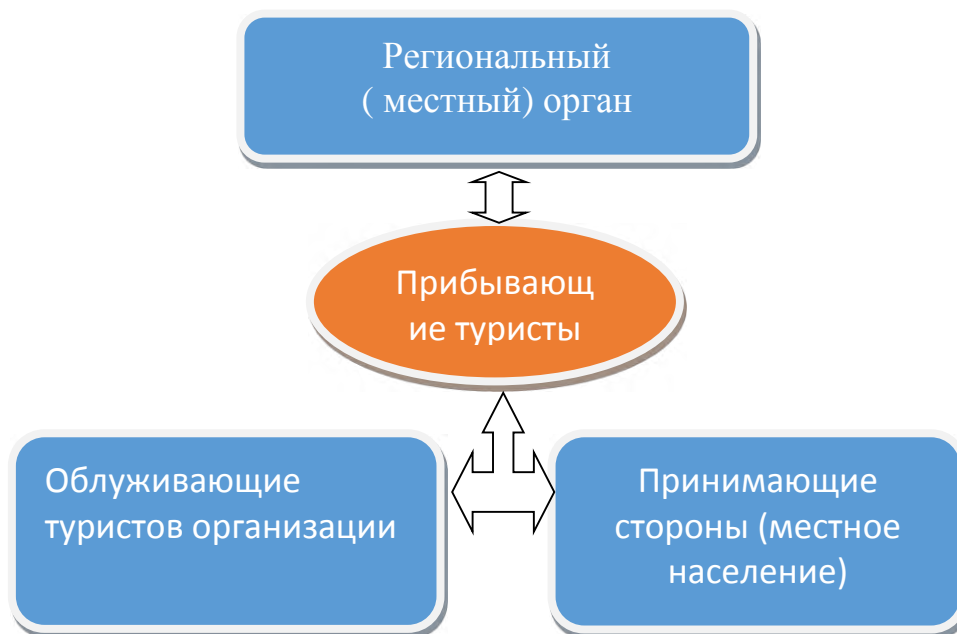 Региональный
( местный) орган
Прибывающ
ие туристы
Облуживающие
туристов организации
Принимающие
стороны (местное
население)